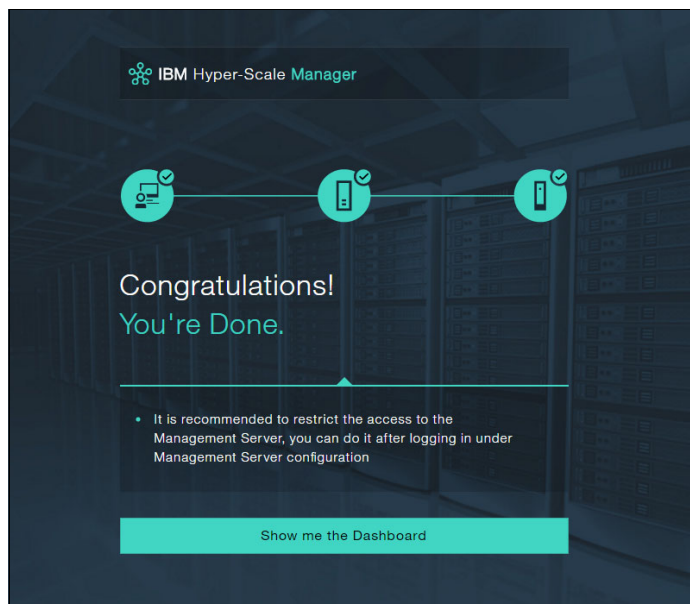 IBM Hyper-Scale Manager
Congratulations!
You're Done.
• It is recommended to restrict the access to the
Management Server, you can do it after logging in under
Management Server configuration
Show me the Dashboard